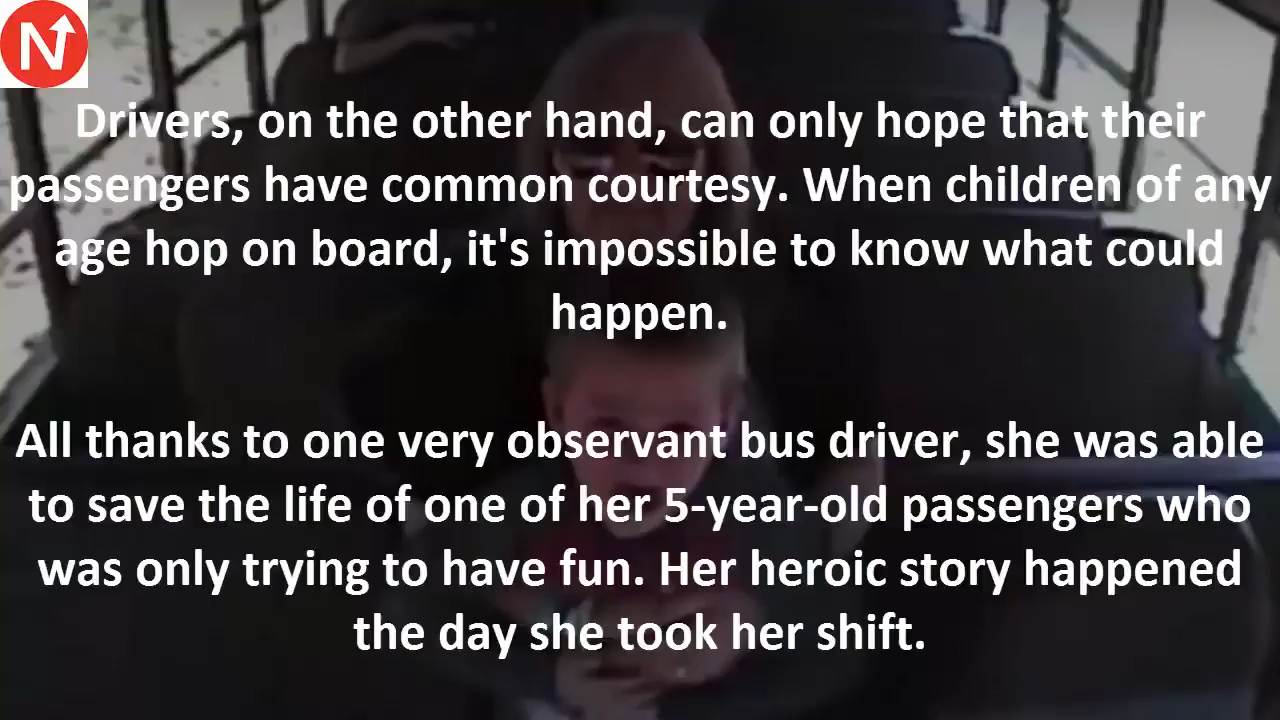 N
Drivers, on the other hand, can only hope that their
passengers have common courtesy. When children of any
age hop on board, it's impossible to know what could
happen.
All thanks to one very observant bus driver, she was able
to save the life of one of her 5-year-old passengers who
was only trying to have fun. Her heroic story happened
the day she took her shift.